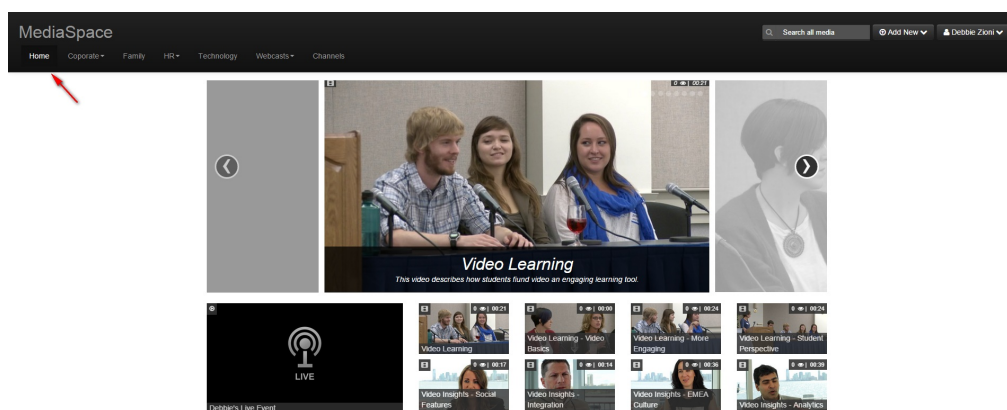 MediaSpace
Search all media
Add New
Debbie Zioni
Home Coporate Family HR Technology Webcasts Channels
0 | 00:21
Video Learning
This video describes how students fiund video an engaging learning tool.
LIVE
Debbie's Live Event
0 | 00:21
Video Learning
0 | 00:00
Video Learning - Video
Basics
0 | 00:24
Video Learning - More
Engaging
0 | 00:24
Video Learning - Student
Perspective
0 | 00:17
Video Insights - Social
Features
0 | 00:14
Video Insights -
Integration
0 | 00:36
Video Insights - EMEA
Culture
0 | 00:39
Video Insights - Analytics